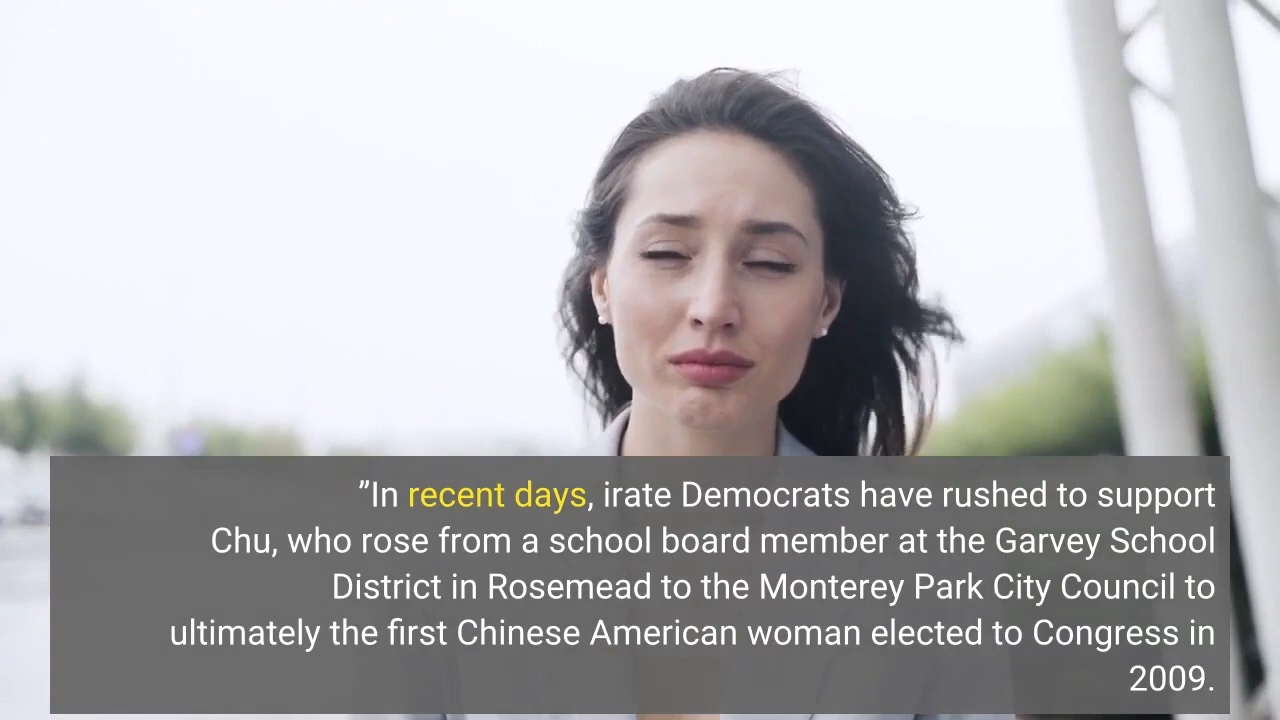 ”In recent days, irate Democrats have rushed to support
Chu, who rose from a school board member at the Garvey School
District in Rosemead to the Monterey Park City Council to
ultimately the first Chinese American woman elected to Congress in
2009.